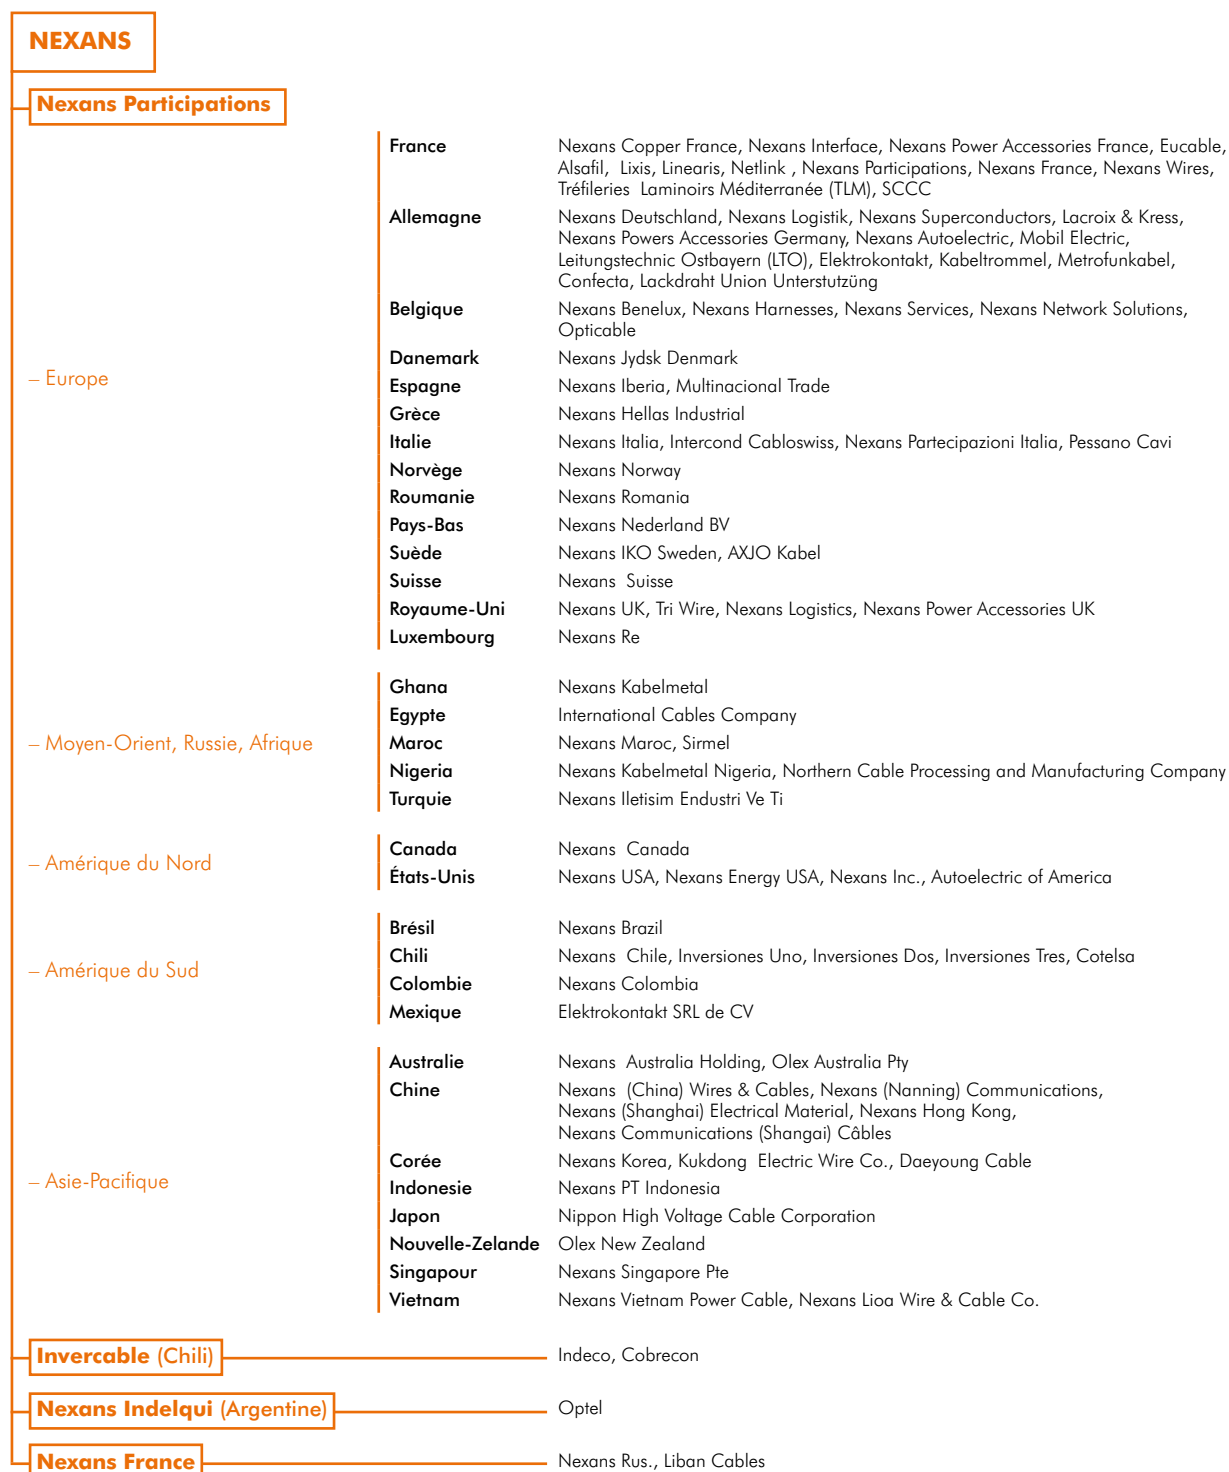 NEXANS
Nexans Participations
– Europe
France Nexans Copper France, Nexans Interface, Nexans Power Accessories France, Eucable,
Alsafil, Lixis, Linearis, Netlink , Nexans Participations, Nexans France, Nexans Wires,
Tréfileries Laminoirs Méditerranée (TLM), SCCC
Allemagne Nexans Deutschland, Nexans Logistik, Nexans Superconductors, Lacroix & Kress,
Nexans Powers Accessories Germany, Nexans Autoelectric, Mobil Electric,
Leitungstechnic Ostbayern (LTO), Elektrokontakt, Kabeltrommel, Metrofunkabel,
Confecta, Lackdraht Union Unterstutzüng
Belgique Nexans Benelux, Nexans Harnesses, Nexans Services, Nexans Network Solutions,
Opticable
Danemark Nexans Jydsk Denmark
Espagne Nexans Iberia, Multinacional Trade
Grèce Nexans Hellas Industrial
Italie Nexans Italia, Intercond Cabloswiss, Nexans Partecipazioni Italia, Pessano Cavi
Norvège Nexans Norway
Roumanie Nexans Romania
Pays-Bas Nexans Nederland BV
Suède Nexans IKO Sweden, AXJO Kabel
Suisse Nexans Suisse
Royaume-Uni Nexans UK, Tri Wire, Nexans Logistics, Nexans Power Accessories UK
Luxembourg Nexans Re
– Moyen-Orient, Russie, Afrique
Ghana Nexans Kabelmetal
Egypte International Cables Company
Maroc Nexans Maroc, Sirmel
Nigeria Nexans Kabelmetal Nigeria, Northern Cable Processing and Manufacturing Company
Turquie Nexans Iletisim Endustri Ve Ti
– Amérique du Nord
Canada Nexans Canada
États-Unis Nexans USA, Nexans Energy USA, Nexans Inc., Autoelectric of America
– Amérique du Sud
Brésil Nexans Brazil
Chili Nexans Chile, Inversiones Uno, Inversiones Dos, Inversiones Tres, Cotelsa
Colombie Nexans Colombia
Mexique Elektrokontakt SRL de CV
– Asie-Pacifique
Australie Nexans Australia Holding, Olex Australia Pty
Chine Nexans (China) Wires & Cables, Nexans (Nanning) Communications,
Nexans (Shanghai) Electrical Material, Nexans Hong Kong,
Nexans Communications (Shangai) Câbles
Corée Nexans Korea, Kukdong Electric Wire Co., Daeyoung Cable
Indonesie Nexans PT Indonesia
Japon Nippon High Voltage Cable Corporation
Nouvelle-Zelande Olex New Zealand
Singapour Nexans Singapore Pte
Vietnam Nexans Vietnam Power Cable, Nexans Lioa Wire & Cable Co.
Invercable (Chili) Indeco, Cobrecon
Nexans Indelqui (Argentine) Optel
Nexans France Nexans Rus., Liban Cables